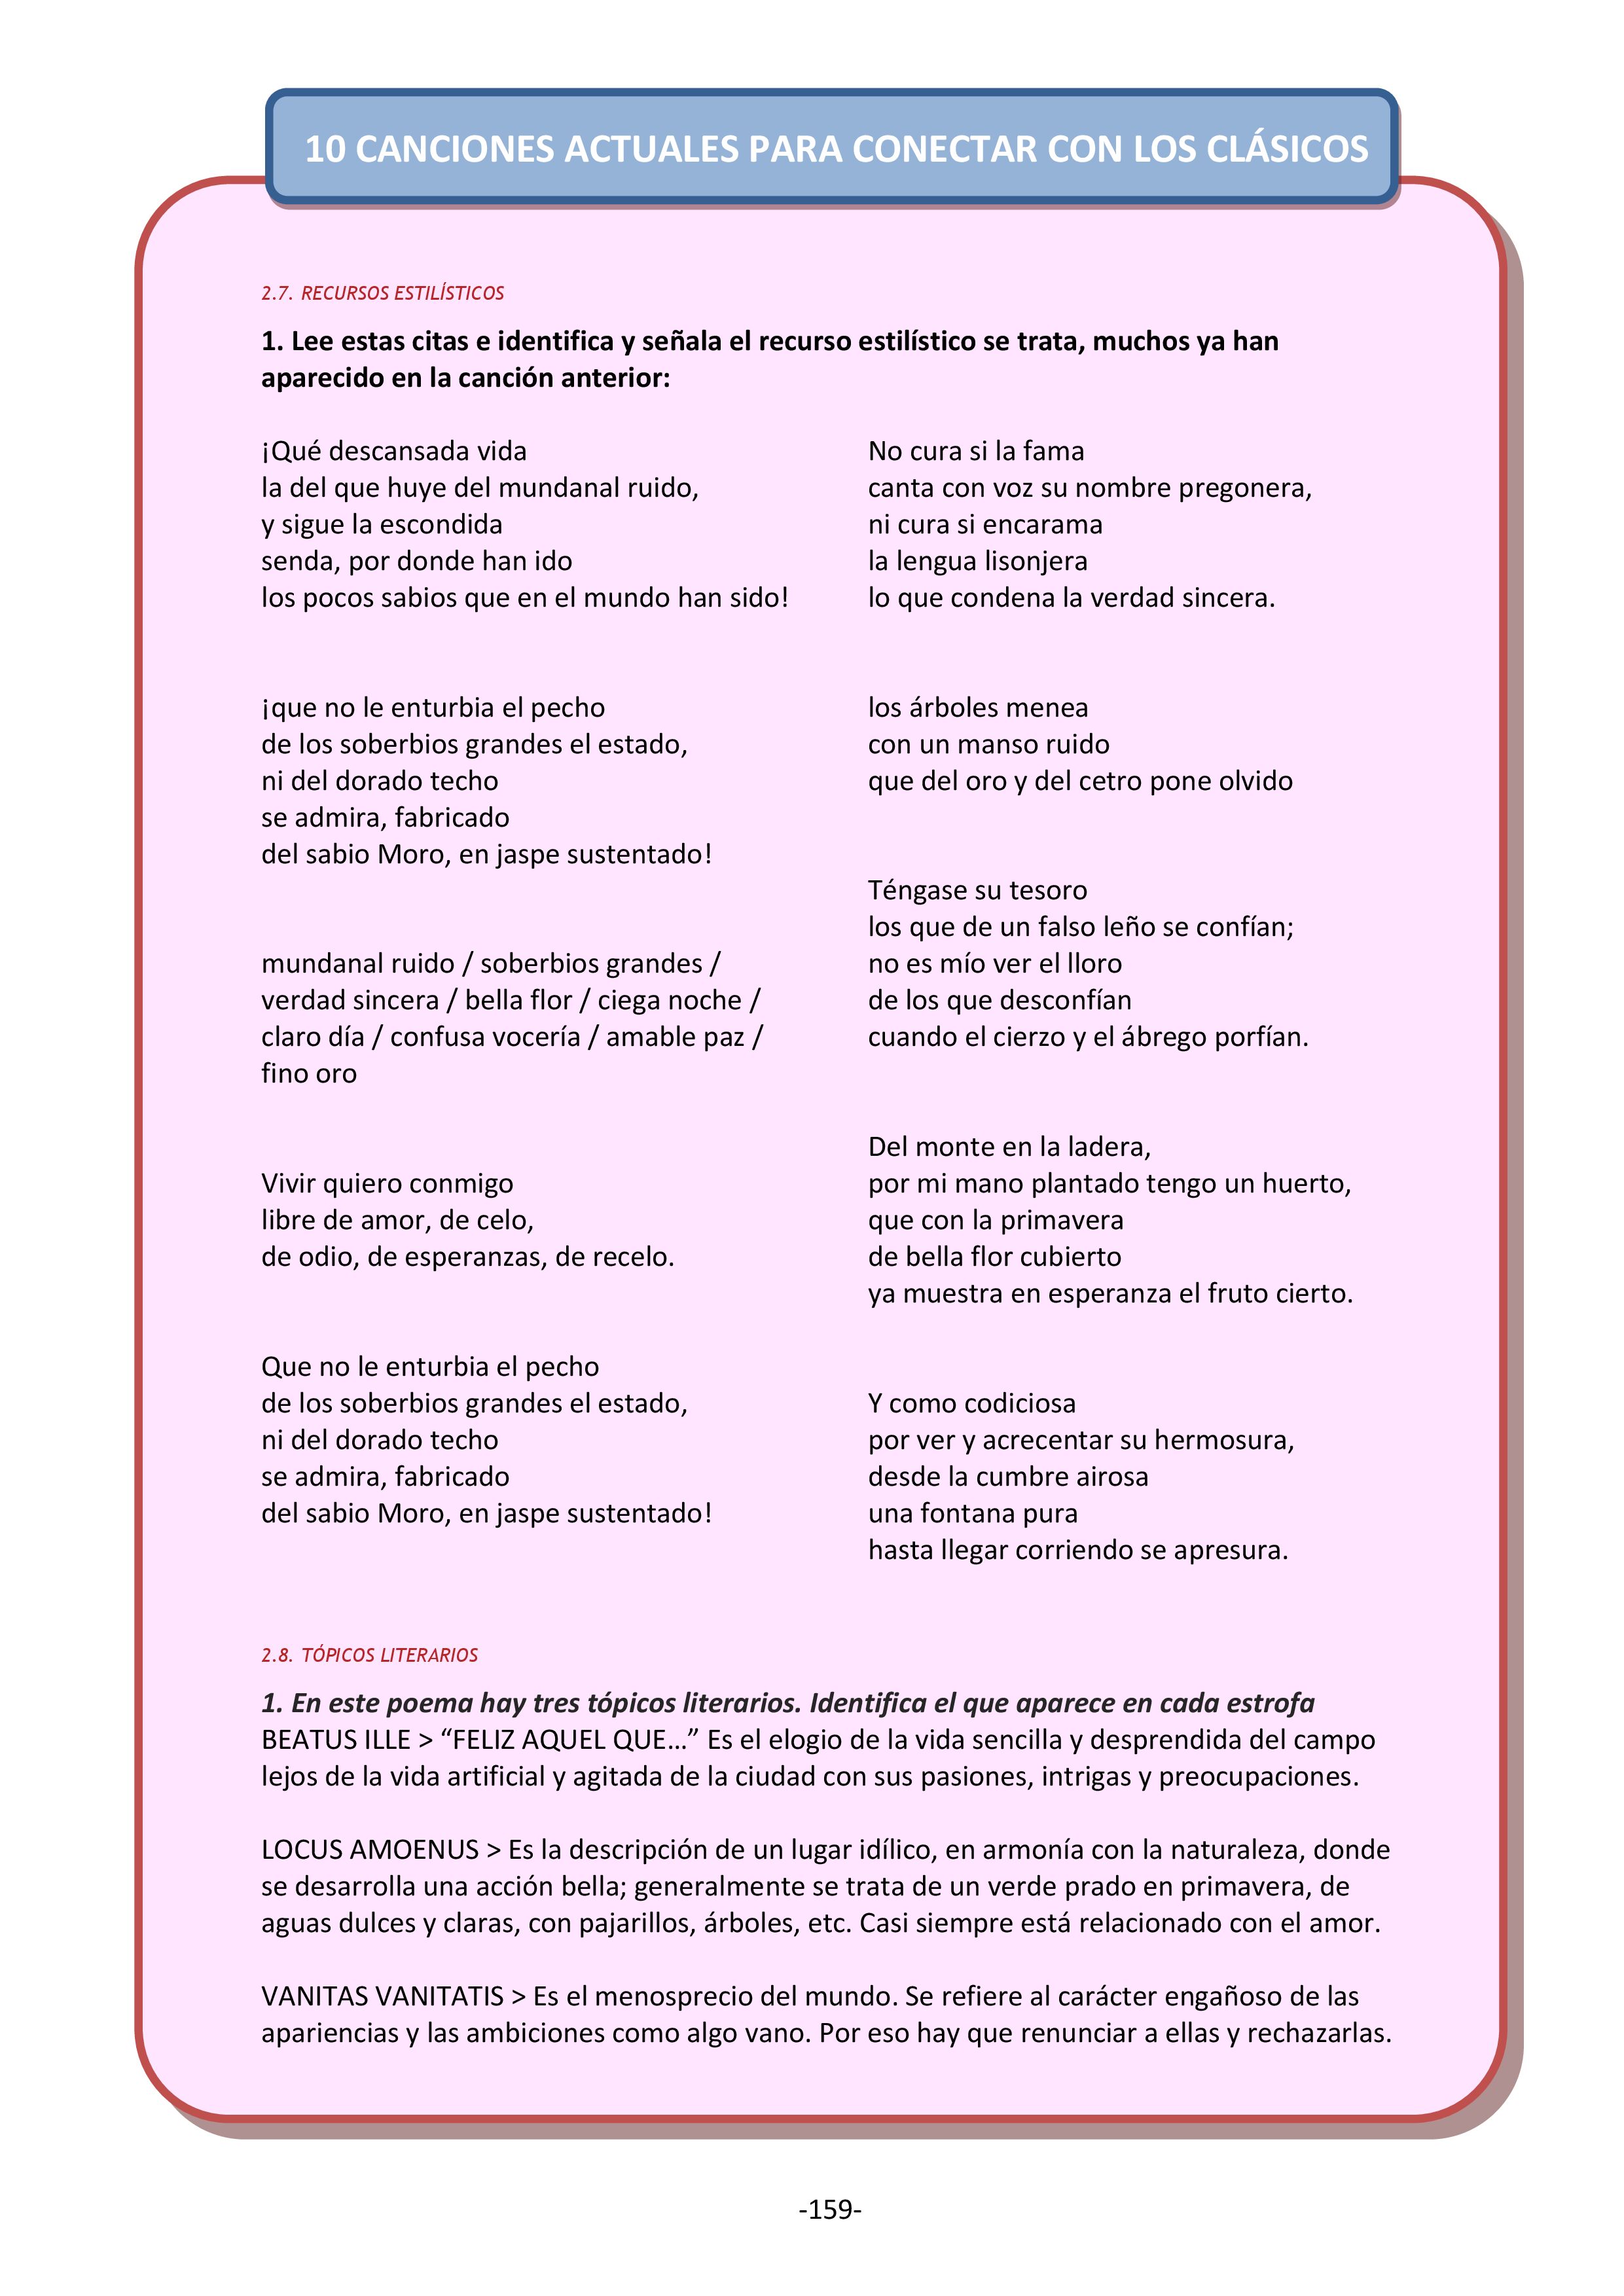 10 CANCIONES ACTUALES PARA CONECTAR CON LOS CLÁSICOS
2.7. RECURSOS ESTILÍSTICOS
1. Lee estas citas e identifica y señala el recurso estilístico se trata, muchos ya han
aparecido en la canción anterior:
¡Qué descansada vida
la del que huye del mundanal ruido,
y sigue la escondida
senda, por donde han ido
los pocos sabios que en el mundo han sido!
¡que no le enturbia el pecho
de los soberbios grandes el estado,
ni del dorado techo
se admira, fabricado
del sabio Moro, en jaspe sustentado!
mundanal ruido / soberbios grandes /
verdad sincera / bella flor / ciega noche /
claro día / confusa vocería / amable paz /
fino oro
Vivir quiero conmigo
libre de amor, de celo,
de odio, de esperanzas, de recelo.
Que no le enturbia el pecho
de los soberbios grandes el estado,
ni del dorado techo
se admira, fabricado
del sabio Moro, en jaspe sustentado!
No cura si la fama
canta con voz su nombre pregonera,
ni cura si encarama
la lengua lisonjera
lo que condena la verdad sincera.
los árboles menea
con un manso ruido
que del oro y del cetro pone olvido
Téngase su tesoro
los que de un falso leño se confían;
no es mío ver el lloro
de los que desconfían
cuando el cierzo y el ábrego porfían.
Del monte en la ladera,
por mi mano plantado tengo un huerto,
que con la primavera
de bella flor cubierto
ya muestra en esperanza el fruto cierto.
Y como codiciosa
por ver y acrecentar su hermosura,
desde la cumbre airosa
una fontana pura
hasta llegar corriendo se apresura.
2.8. TÓPICOS LITERARIOS
1. En este poema hay tres tópicos literarios. Identifica el que aparece en cada estrofa
BEATUS ILLE > “FELIZ AQUEL QUE…” Es el elogio de la vida sencilla y desprendida del campo
lejos de la vida artificial y agitada de la ciudad con sus pasiones, intrigas y preocupaciones.
LOCUS AMOENUS > Es la descripción de un lugar idílico, en armonía con la naturaleza, donde
se desarrolla una acción bella; generalmente se trata de un verde prado en primavera, de
aguas dulces y claras, con pajarillos, árboles, etc. Casi siempre está relacionado con el amor.
VANITAS VANITATIS > Es el menosprecio del mundo. Se refiere al carácter engañoso de las
apariencias y las ambiciones como algo vano. Por eso hay que renunciar a ellas y rechazarlas.
-159-